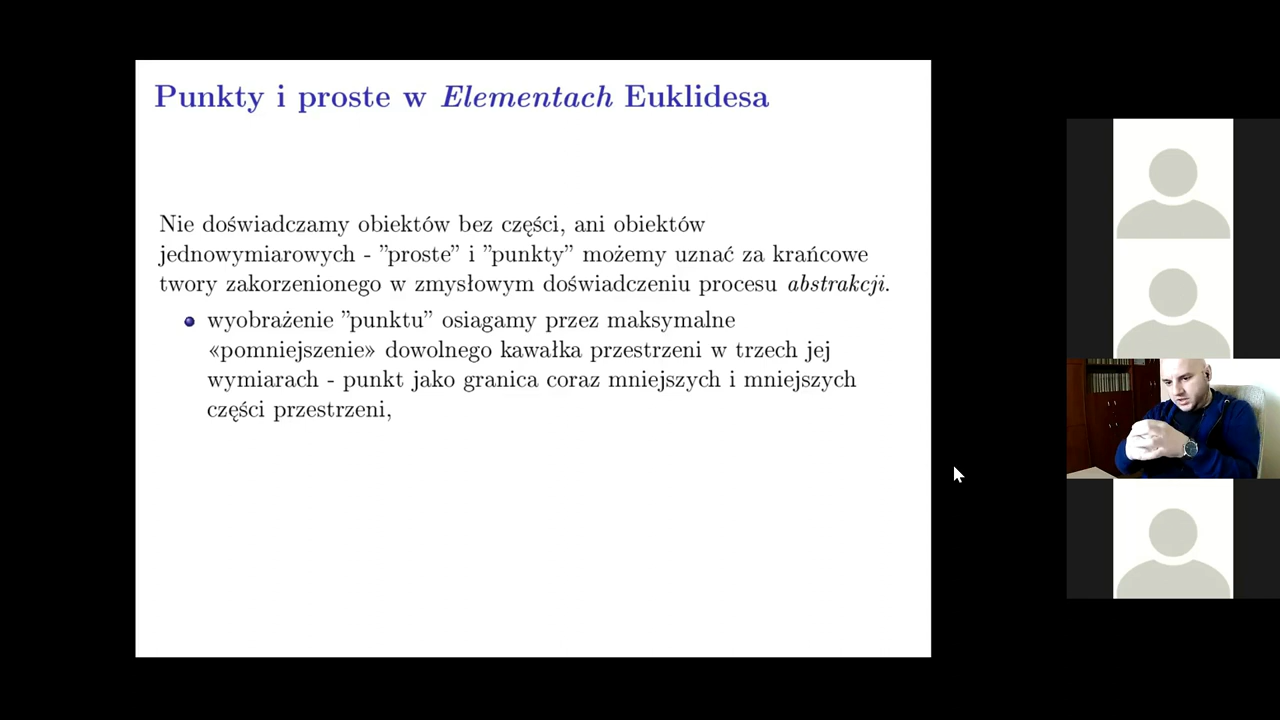 Punkty i proste w Elementach Euklidesa
Nie doświadczamy obiektów bez części, ani obiektów
jednowymiarowych - ”proste” i ”punkty” możemy uznać za krańcowe
twory zakorzenionego w zmysłowym doświadczeniu procesu abstrakcji.
wyobrażenie ”punktu” osiagamy przez maksymalne
«pomniejszenie» dowolnego kawałka przestrzeni w trzech jej
wymiarach - punkt jako granica coraz mniejszych i mniejszych
części przestrzeni,